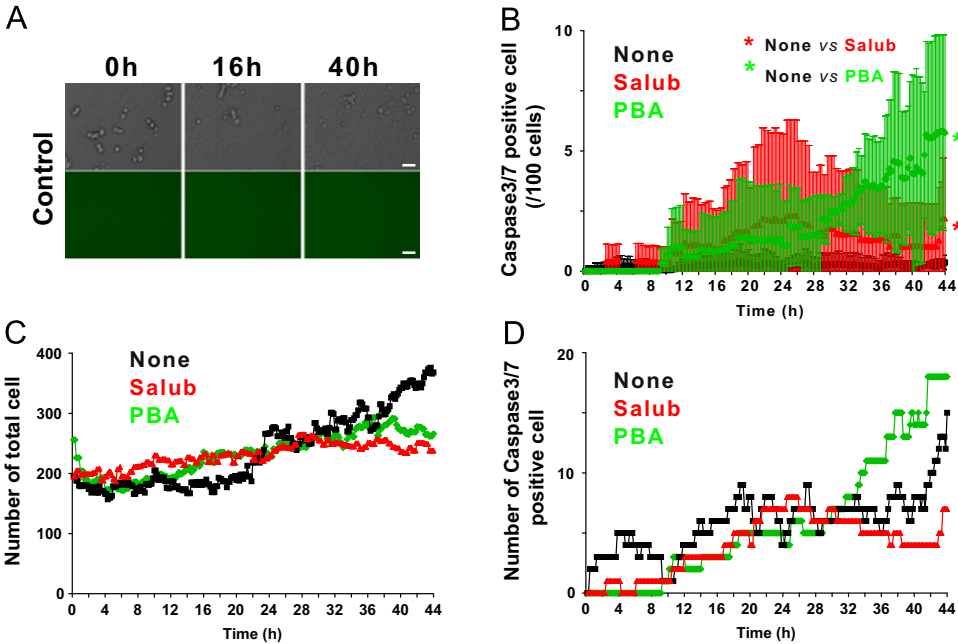 A
0h 16h 40h
Control
B
Caspase3/7 positive cell
(/100 cells)
None
Salub
PBA
* None vs Salub
* None vs PBA
10
5
0
*
*
0 4 8 12 16 20 24 28 32 36 40 44
Time (h)
C
Number of total cell
None
Salub
PBA
400
300
200
100
0
0 4 8 12 16 20 24 28 32 36 40 44
Time (h)
D
Number of Caspase3/7
positive cell
None
Salub
PBA
20
10
0
0 4 8 12 16 20 24 28 32 36 40 44
Time (h)